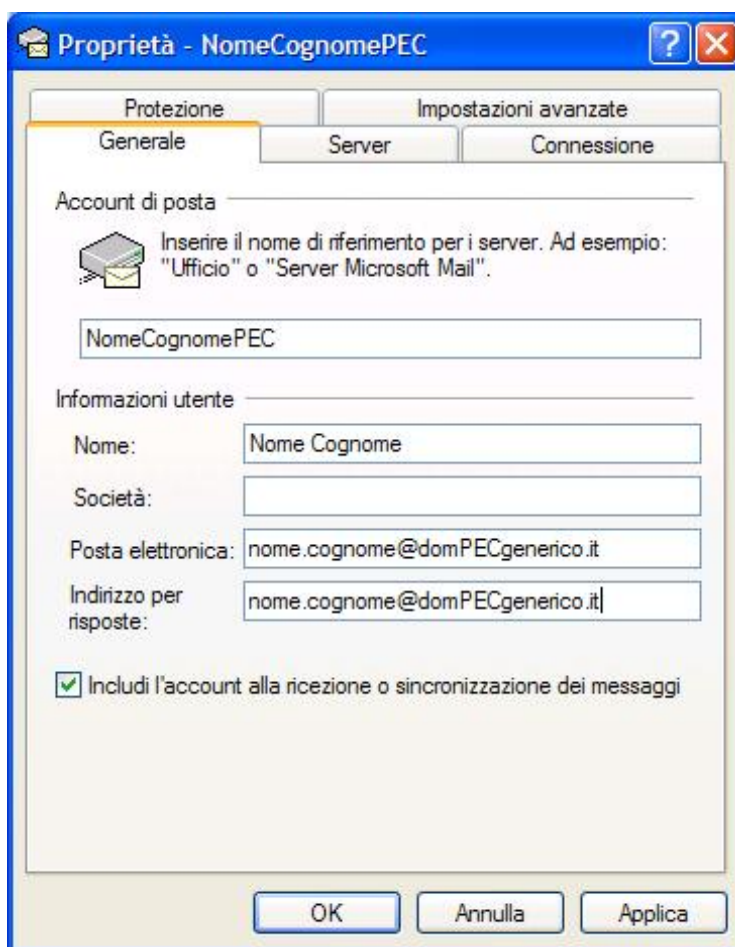 Proprietà - NomeCognomePEC
Protezione
Impostazioni avanzate
Generale
Server
Connessione
Account di posta
Inserire il nome di riferimento per i server. Ad esempio:
"Ufficio" o "Server Microsoft Mail".
NomeCognomePEC
Informazioni utente
Nome: Nome Cognome
Società:
Posta elettronica: nome.cognome@domPECgenerico.it
Indirizzo per
risposte: nome.cognome@domPECgenerico.it
Includi l'account alla ricezione o sincronizzazione dei messaggi
OK
Annulla
Applica